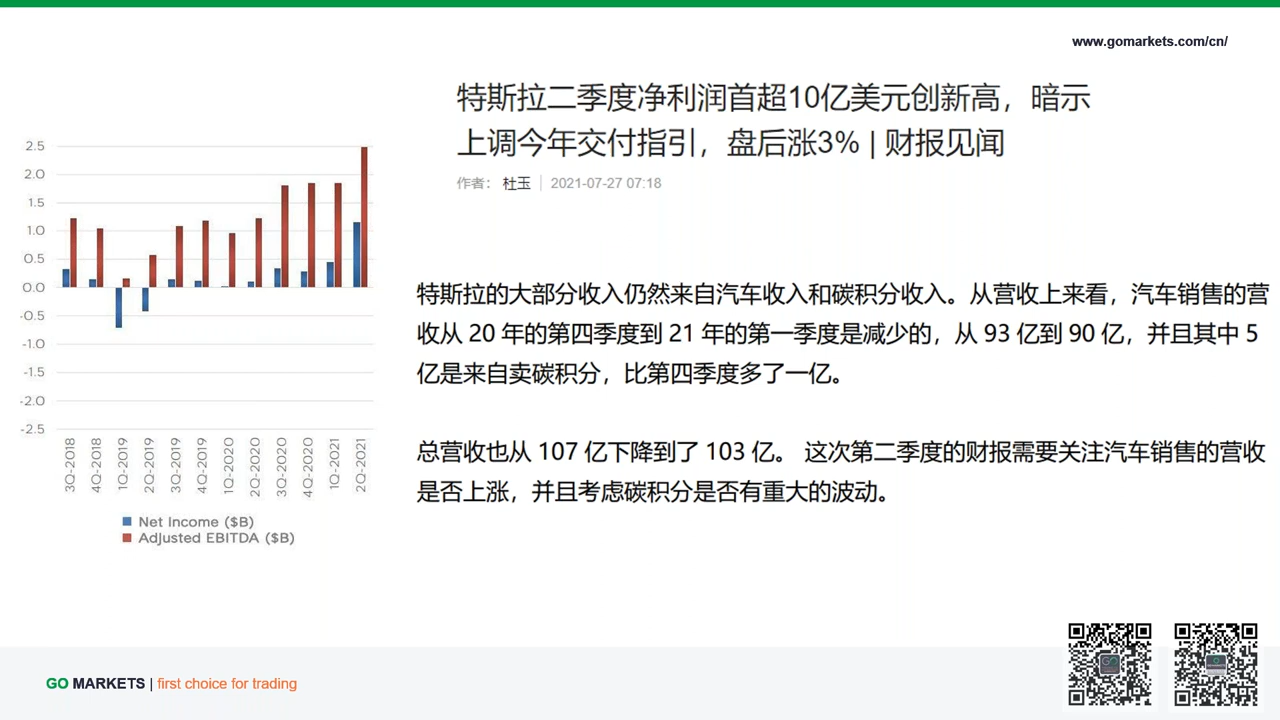 www.gomarkets.com/cn/
特斯拉二季度净利润首超10亿美元创新高，暗示
上调今年交付指引，盘后涨3% | 财报见闻
作者： 杜玉 | 2021-07-27 07:18
2.5
2.0
1.5
1.0
0.5
0.0
-0.5
-1.0
-1.5
-2.0
-2.5
3Q-2018
4Q-2018
1Q-2019
2Q-2019
3Q-2019
4Q-2019
1Q-2020
2Q-2020
3Q-2020
4Q-2020
1Q-2021
2Q-2021
Net Income ($B)
Adjusted EBITDA ($B)
特斯拉的大部分收入仍然来自汽车收入和碳积分收入。从营收上来看，汽车销售的营
收从 20 年的第四季度到 21 年的第一季度是减少的，从 93 亿到 90 亿，并且其中 5
亿是来自卖碳积分，比第四季度多了一亿。
总营收也从 107 亿下降到了 103 亿。 这次第二季度的财报需要关注汽车销售的营收
是否上涨，并且考虑碳积分是否有重大的波动。
GO MARKETS | first choice for trading